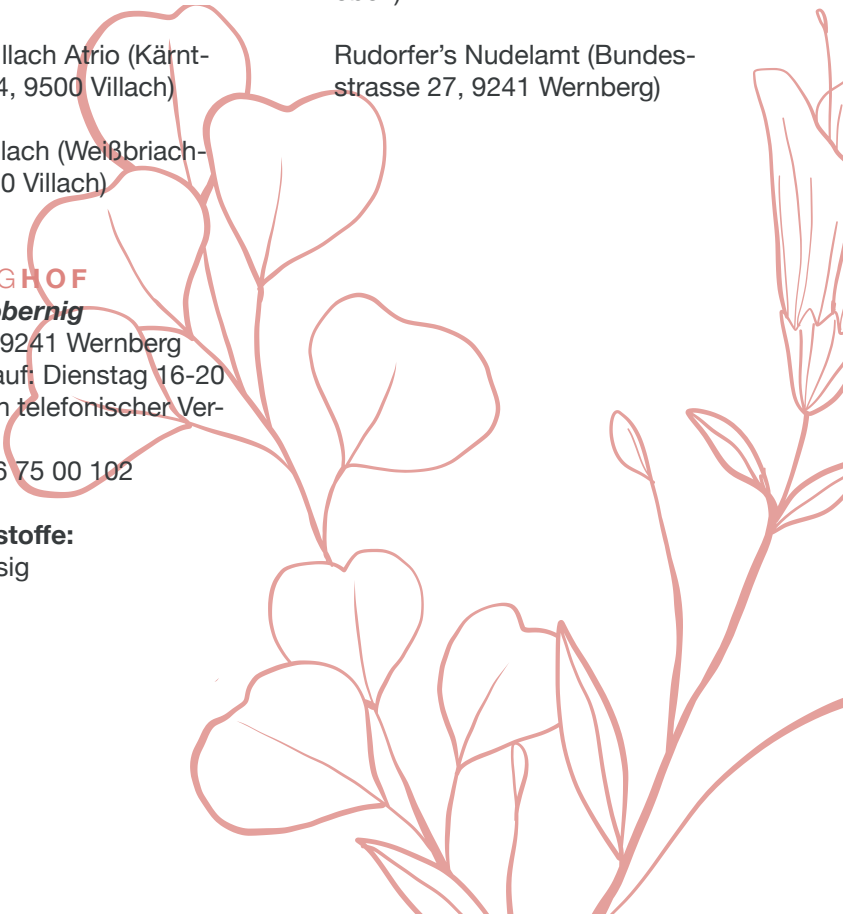 llach Atrio (Kärnt-
4, 9500 Villach)
lach (Weißbriach-
0 Villach)
GHOF
bernig
9241 Wernberg
auf: Dienstag 16-20
n telefonischer Ver-
6 75 00 102
stoffe:
sig
Rudorfer’s Nudelamt (Bundes-
strasse 27, 9241 Wernberg)